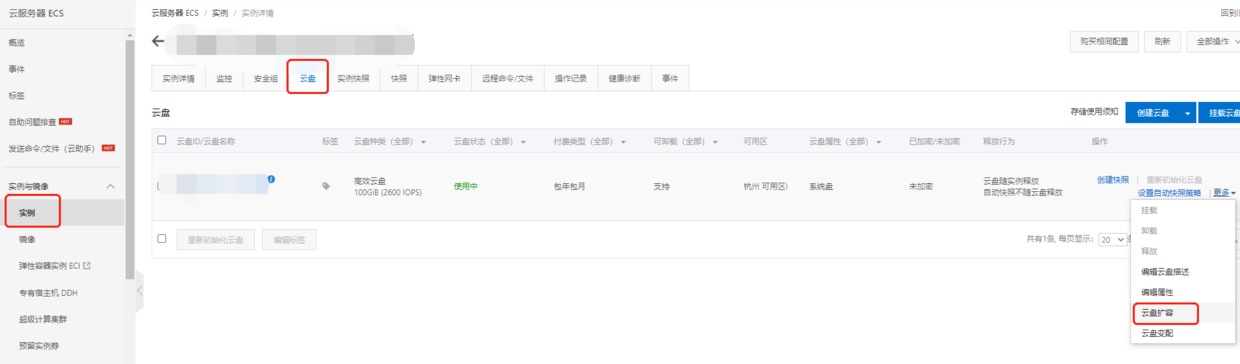 云服务器 ECS
云服务器 ECS / 实例 / 实例详情
回到
概览
事件
标签
自助问题排查 HOT
发送命令/文件（云助手） HOT
实例与镜像
实例
镜像
弹性容器实例 ECI
专有宿主机 DDH
超级计算集群
预留实例券
购买相同配置
刷新
全部操作
实例详情
监控
安全组
云盘
实例快照
快照
弹性网卡
远程命令/文件
操作记录
健康诊断
事件
云盘
存储使用须知
创建云盘
挂载云盘
云盘ID/云盘名称
标签
云盘种类（全部）
云盘状态（全部）
付费类型（全部）
可卸载（全部）
可用区
云盘属性（全部）
已加密/未加密
释放行为
操作
高效云盘
100GiB (2600 IOPS)
使用中
包年包月
支持
杭州 可用区
系统盘
未加密
云盘随实例释放
自动快照不随云盘释放
创建快照 | 重新初始化云盘
设置自动快照策略 | 更多
重新初始化云盘
编辑标签
共有1条, 每页显示: 20
挂载
卸载
释放
编辑云盘描述
编辑属性
云盘扩容
云盘变配